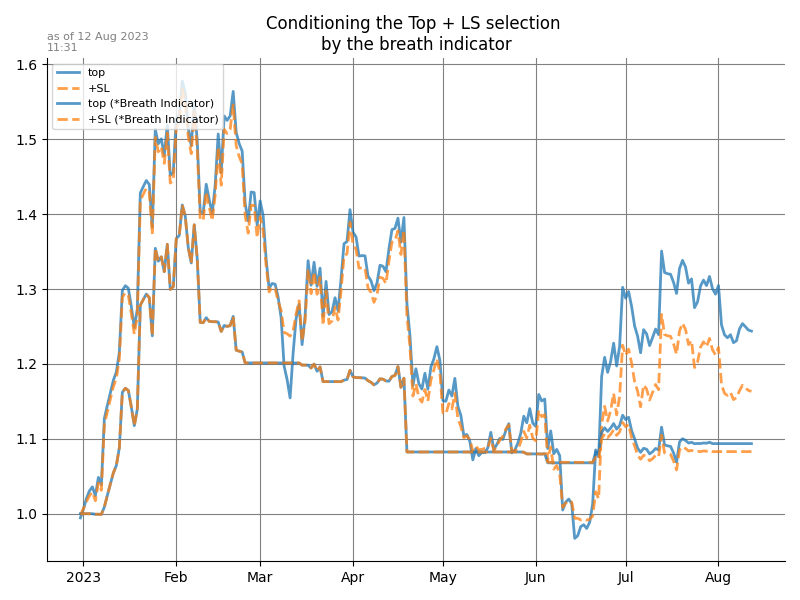 Conditioning the Top + LS selection
by the breath indicator
as of 12 Aug 2023
11:31
top
+SL
top (*Breath Indicator)
+SL (*Breath Indicator)
1.6
1.5
1.4
1.3
1.2
1.1
1.0
2023 Feb Mar Apr May Jun Jul Aug